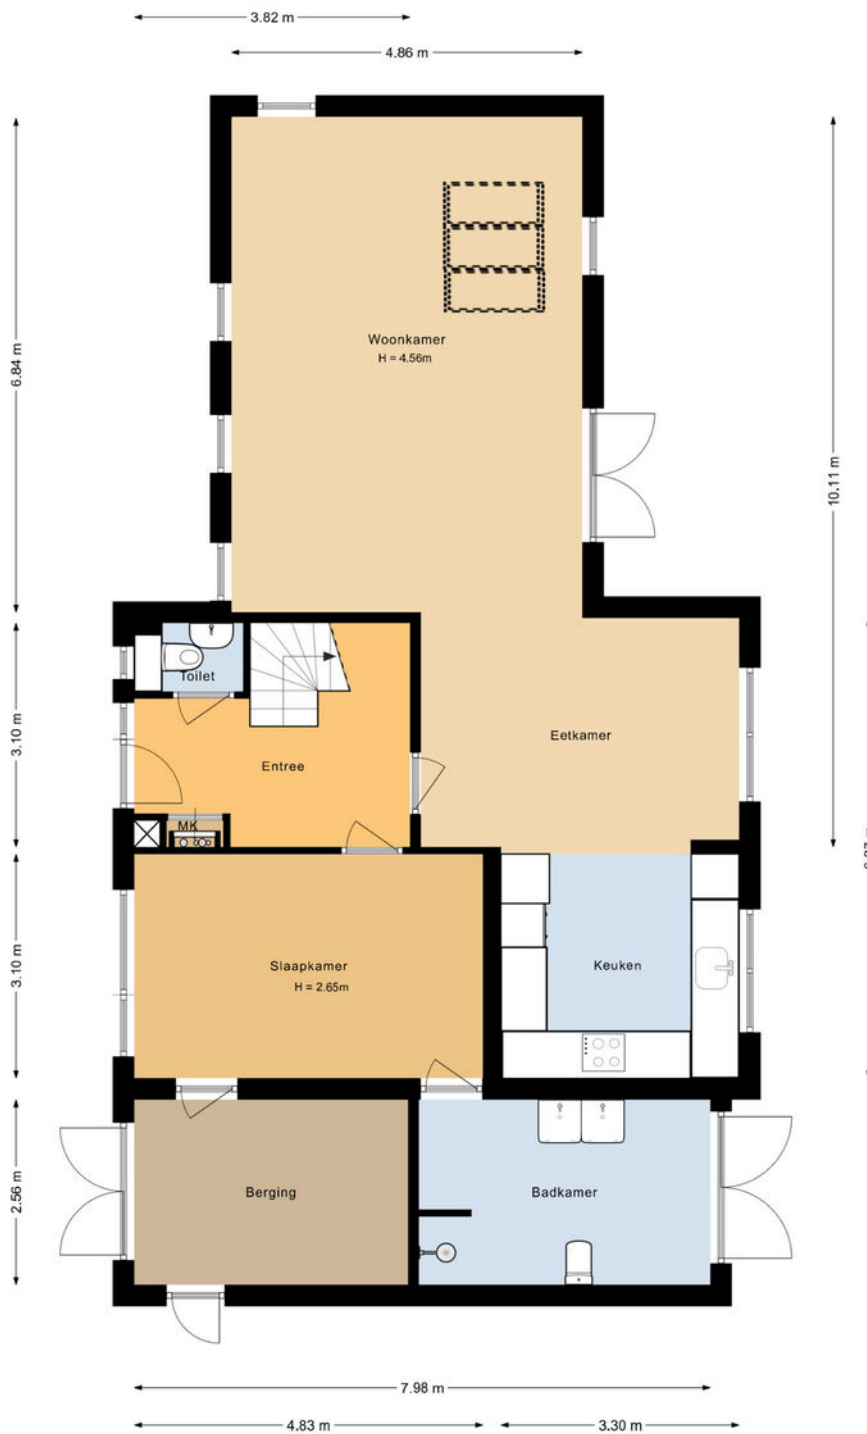 3.82 m
4.86 m
6.84 m
10.11 m
Woonkamer
H = 4.56m
Toilet
3.10 m
Entree
Eetkamer
MK
3.10 m
Slaapkamer
H = 2.65m
Keuken
2.56 m
Berging
Badkamer
7.98 m
4.83 m
3.30 m